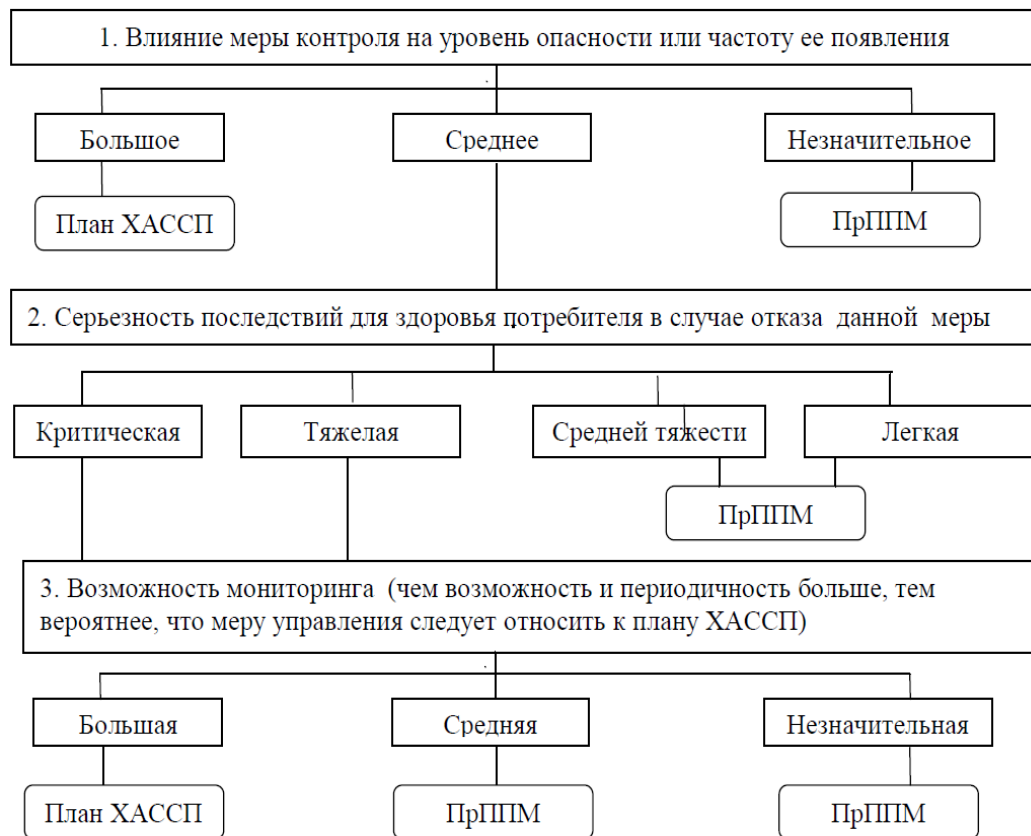 1. Влияние меры контроля на уровень опасности или частоту ее появления
Большое
Среднее
Незначительное
План ХАССП
ПрППМ
2. Серьезность последствий для здоровья потребителя в случае отказа данной меры
Критическая
Тяжелая
Средней тяжести
Легкая
ПрППМ
3. Возможность мониторинга (чем возможность и периодичность больше, тем
вероятнее, что меру управления следует относить к плану ХАССП)
Большая
Средняя
Незначительная
План ХАССП
ПрППМ
ПрППМ